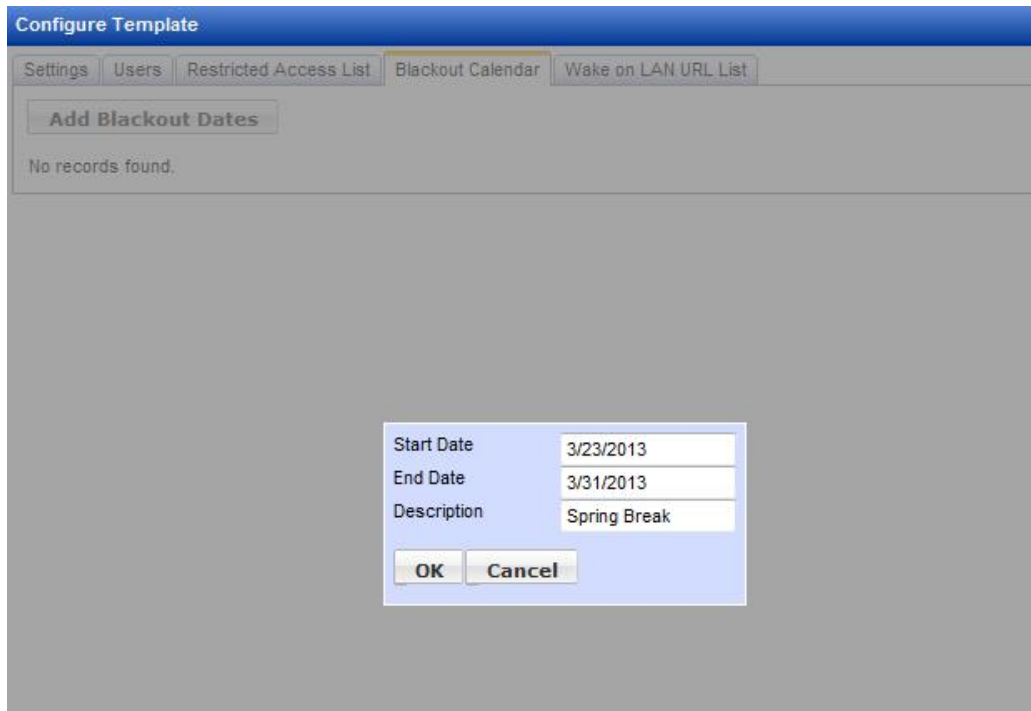 Configure Template
Settings Users Restricted Access List Blackout Calendar Wake on LAN URL List
Add Blackout Dates
No records found.
Start Date 3/23/2013
End Date 3/31/2013
Description Spring Break
OK Cancel